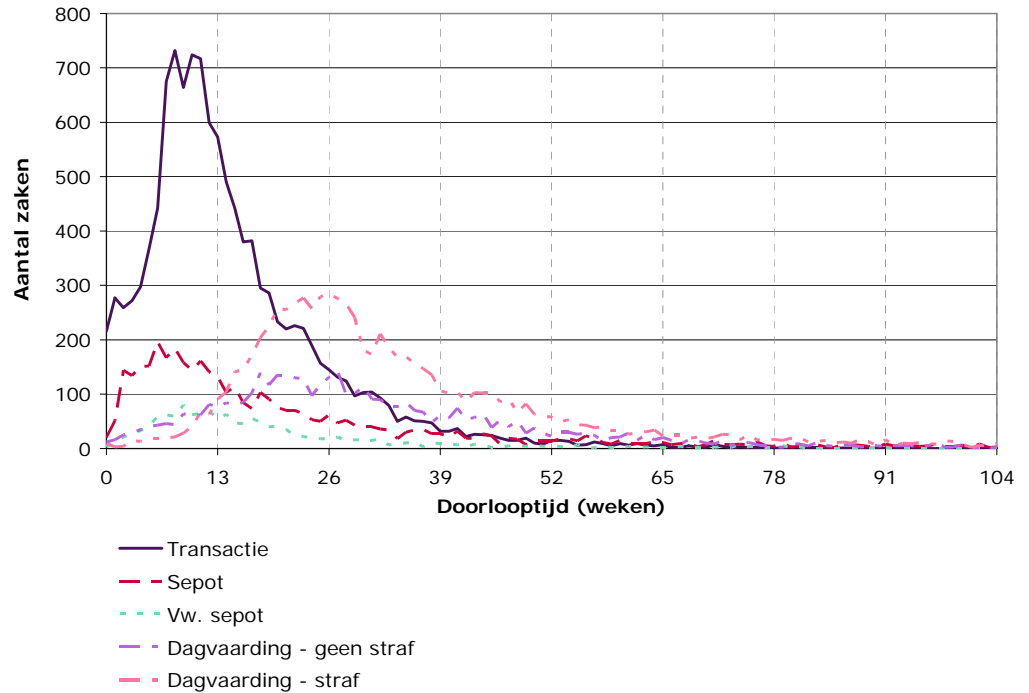 800
700
600
500
400
300
200
100
0
Aantal zaken
0 13 26 39 52 65 78 91 104
Doorlooptijd (weken)
Transactie
Sepot
Vw. sepot
Dagvaarding - geen straf
Dagvaarding - straf